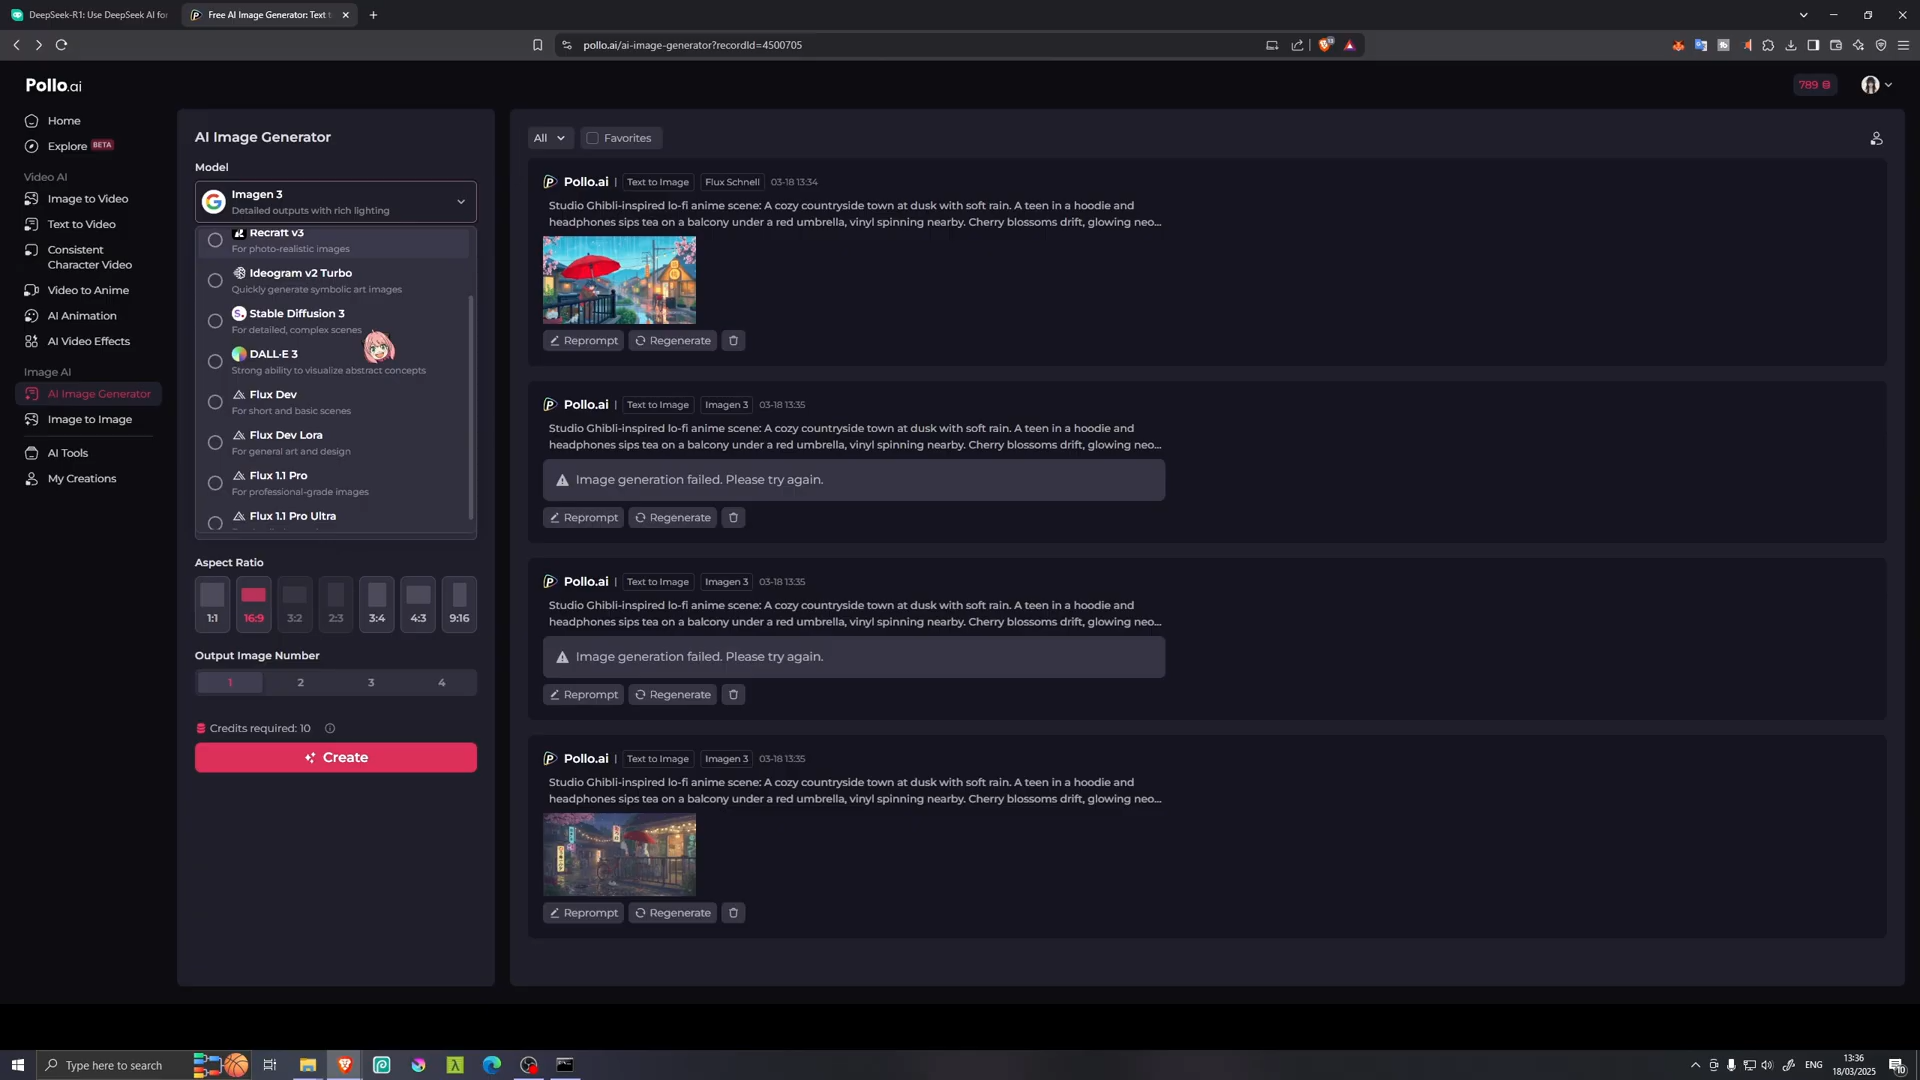 DeepSeek-R1: Use DeepSeek AI for
Free AI Image Generator: Text
pollo.ai/ai-image-generator?recordId=4500705
Pollo.ai
789
Home
Explore BETA
Video AI
Image to Video
Text to Video
Consistent
Character Video
Video to Anime
AI Animation
AI Video Effects
Image AI
AI Image Generator
Image to Image
AI Tools
My Creations
AI Image Generator
Model
Imagen 3
Detailed outputs with rich lighting
Recraft v3
For photo-realistic images
Ideogram v2 Turbo
Quickly generate symbolic art images
Stable Diffusion 3
For detailed, complex scenes
DALL·E 3
Strong ability to visualize abstract concepts
Flux Dev
For short and basic scenes
Flux Dev Lora
For general art and design
Flux 1.1 Pro
For professional-grade images
Flux 1.1 Pro Ultra
Aspect Ratio
1:1 16:9 3:2 2:3 3:4 4:3 9:16
Output Image Number
1 2 3 4
Credits required: 10
Create
All Favorites
Pollo.ai | Text to Image Flux Schnell 03-18 13:34
Studio Ghibli-inspired lo-fi anime scene: A cozy countryside town at dusk with soft rain. A teen in a hoodie and
headphones sips tea on a balcony under a red umbrella, vinyl spinning nearby. Cherry blossoms drift, glowing neo...
Reprompt Regenerate
Pollo.ai | Text to Image Imagen 3 03-18 13:35
Studio Ghibli-inspired lo-fi anime scene: A cozy countryside town at dusk with soft rain. A teen in a hoodie and
headphones sips tea on a balcony under a red umbrella, vinyl spinning nearby. Cherry blossoms drift, glowing neo...
Image generation failed. Please try again.
Reprompt Regenerate
Pollo.ai | Text to Image Imagen 3 03-18 13:35
Studio Ghibli-inspired lo-fi anime scene: A cozy countryside town at dusk with soft rain. A teen in a hoodie and
headphones sips tea on a balcony under a red umbrella, vinyl spinning nearby. Cherry blossoms drift, glowing neo...
Image generation failed. Please try again.
Reprompt Regenerate
Pollo.ai | Text to Image Imagen 3 03-18 13:35
Studio Ghibli-inspired lo-fi anime scene: A cozy countryside town at dusk with soft rain. A teen in a hoodie and
headphones sips tea on a balcony under a red umbrella, vinyl spinning nearby. Cherry blossoms drift, glowing neo...
Reprompt Regenerate
Type here to search
ENG
13:36
18/03/2025